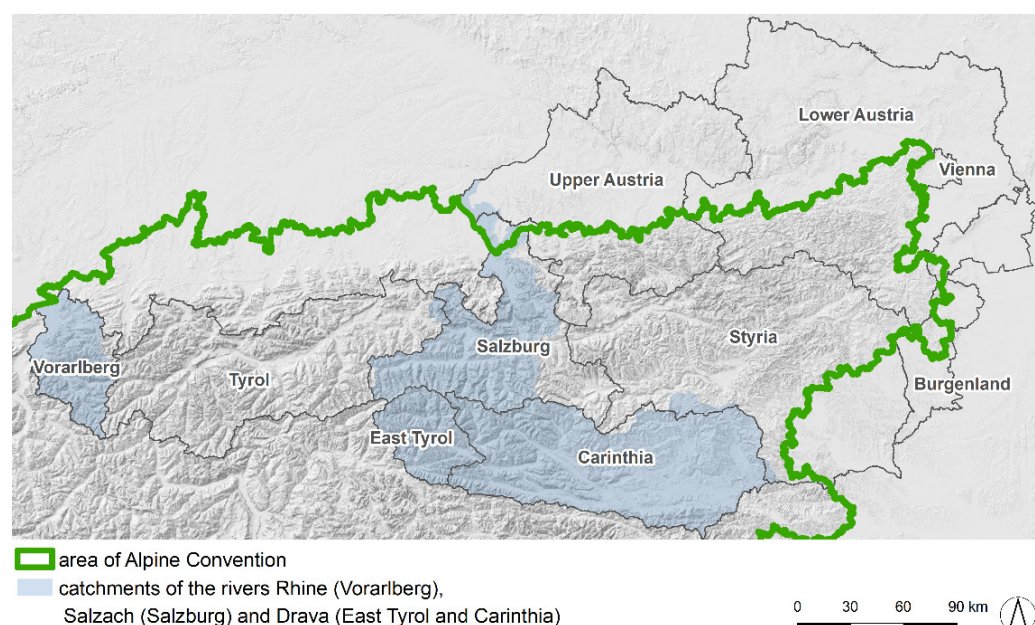 Lower Austria
Vienna
Upper Austria
Salzburg
Styria
Vorarlberg
Tyrol
Burgenland
East Tyrol
Carinthia
area of Alpine Convention
catchments of the rivers Rhine (Vorarlberg),
Salzach (Salzburg) and Drava (East Tyrol and Carinthia)
0 30 60 90 km